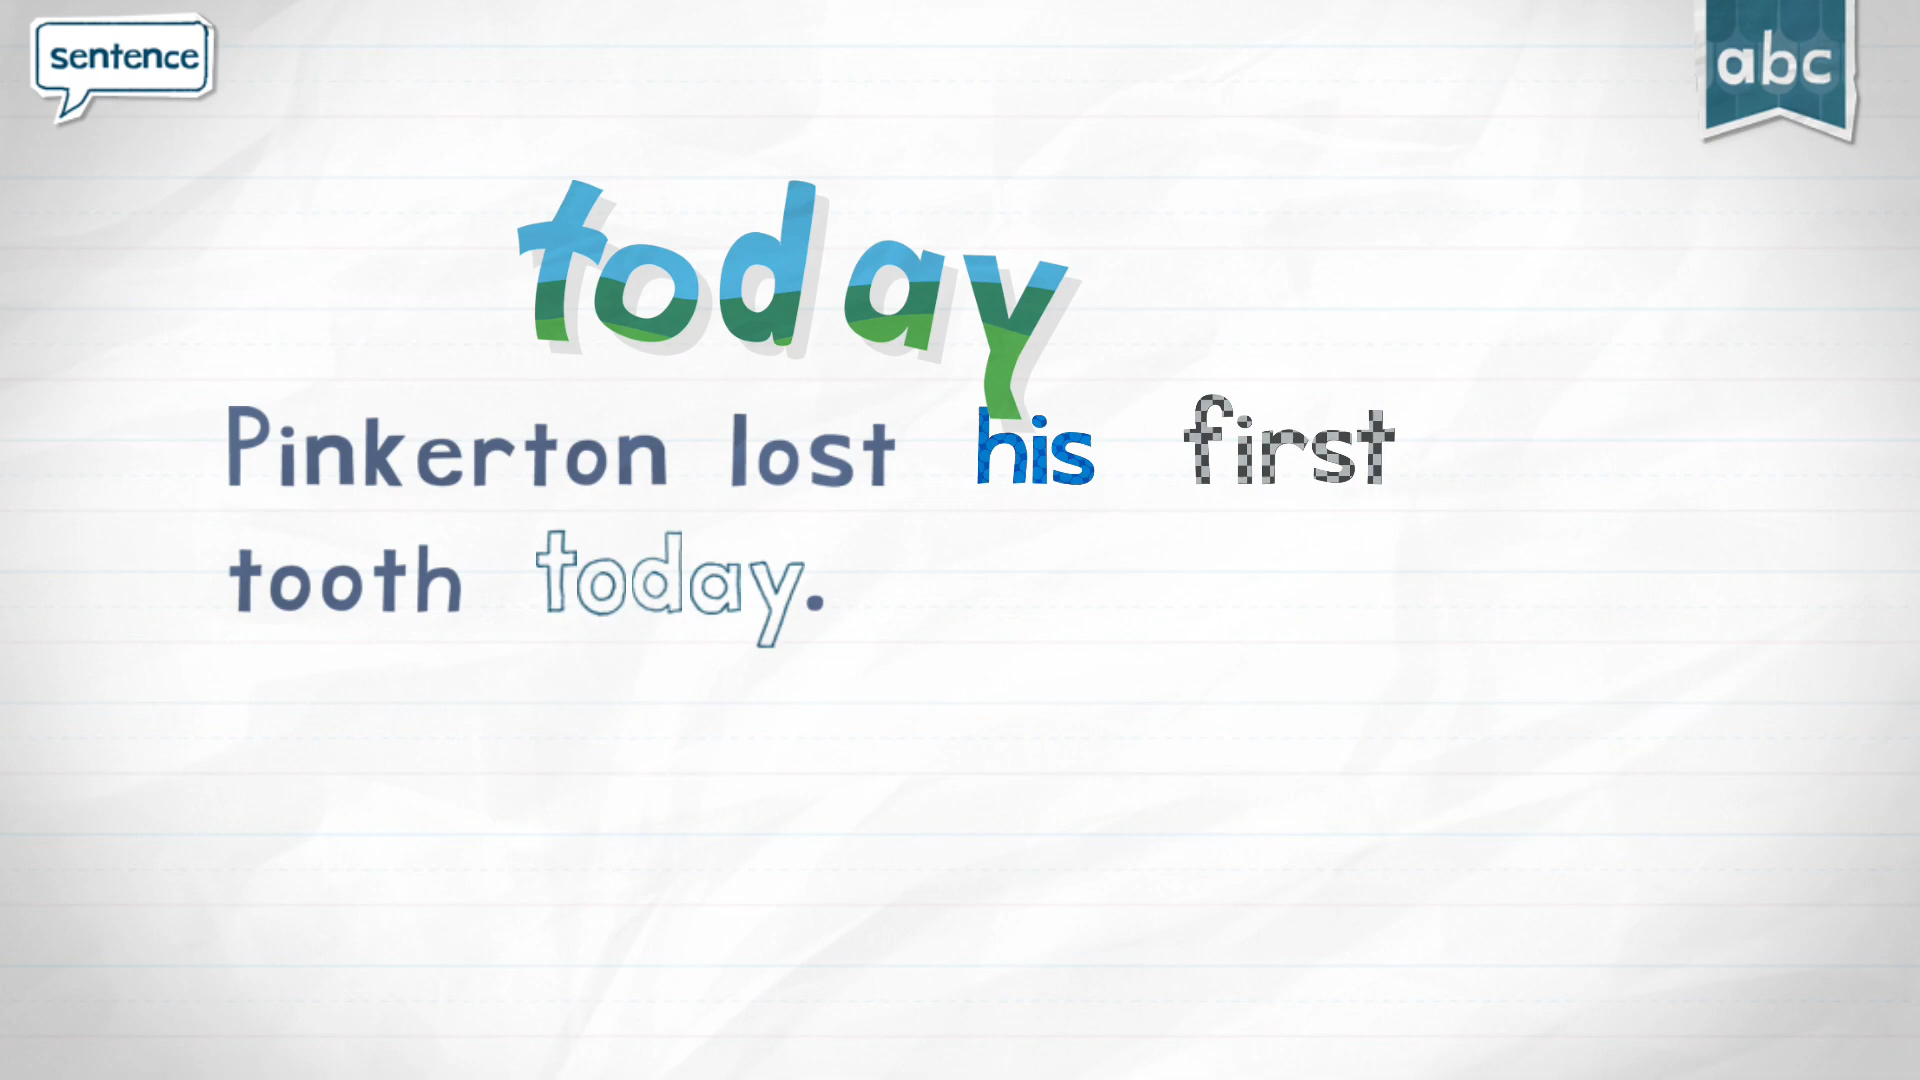 sentence
abc
today
Pinkerton lost his first
tooth today.